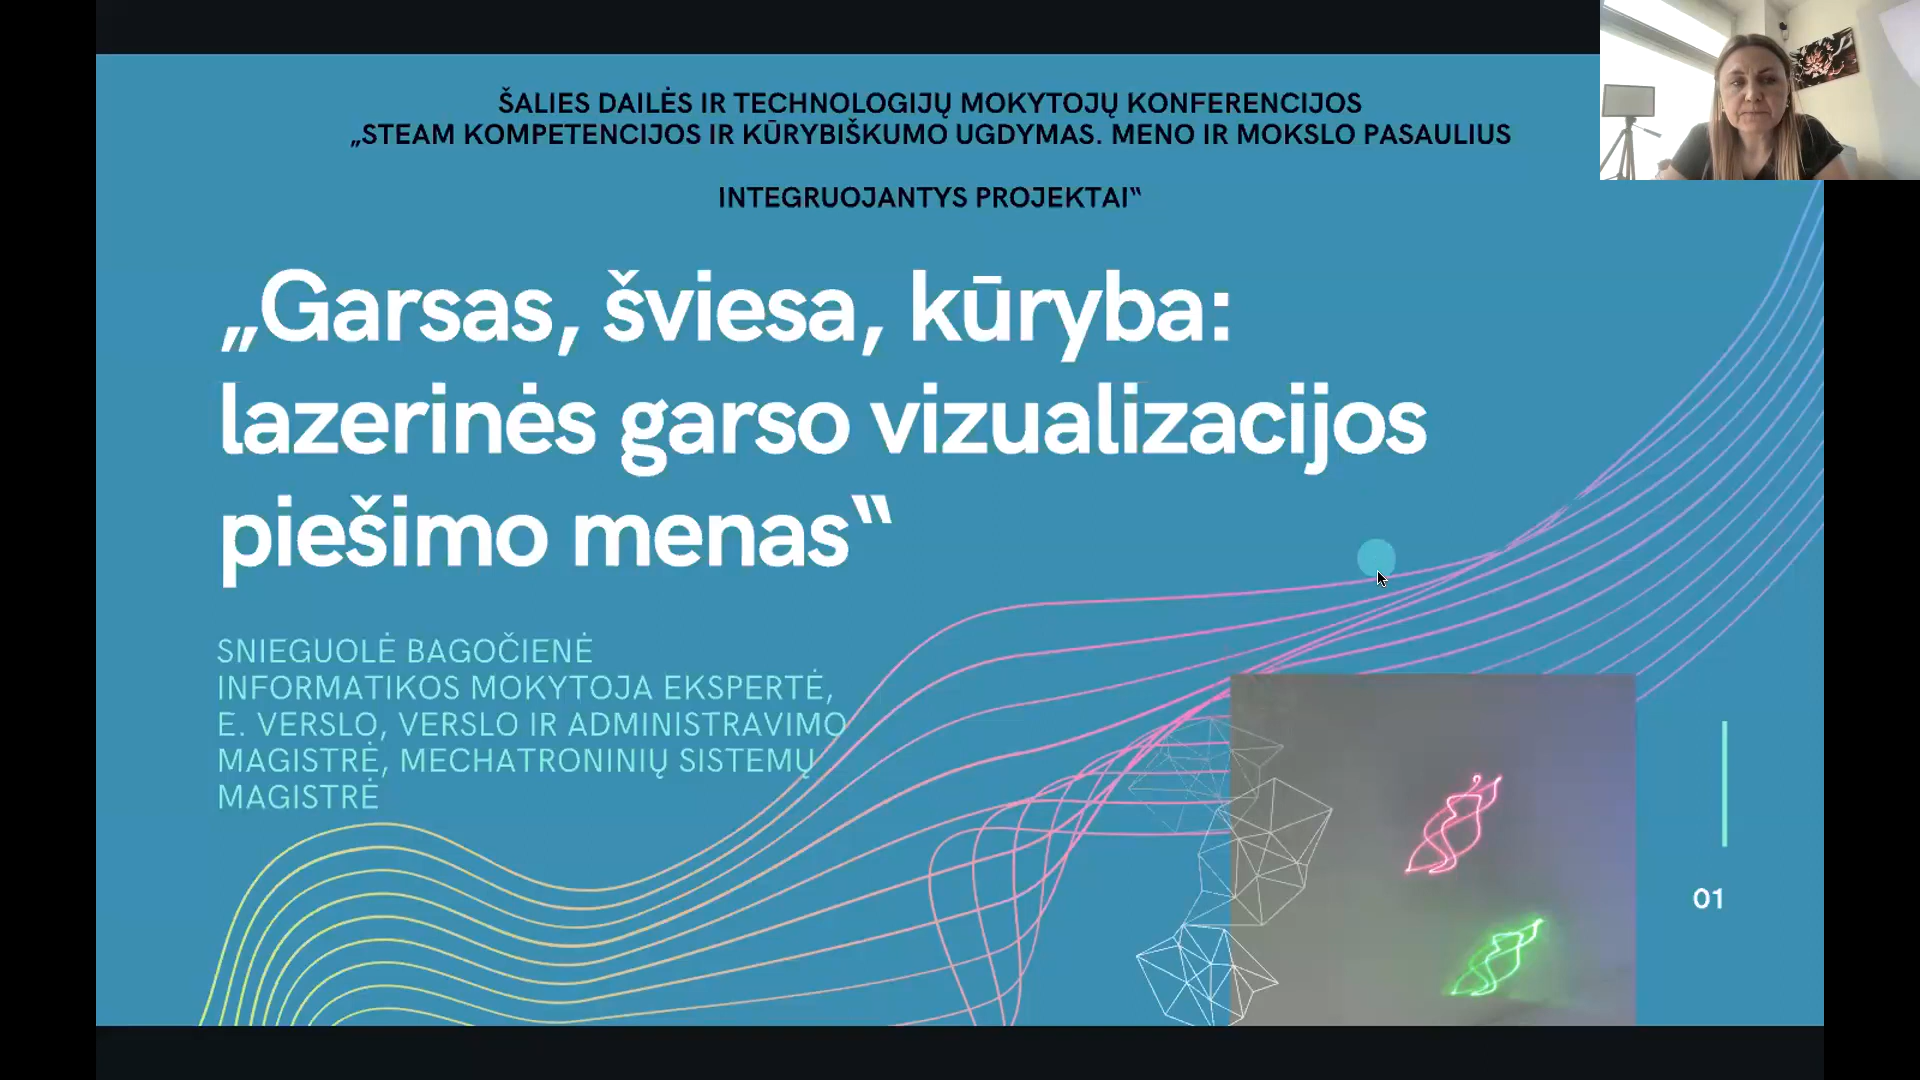 ŠALIES DAILĖS IR TECHNOLOGIJŲ MOKYTOJŲ KONFERENCIJOS
„STEAM KOMPETENCIJOS IR KŪRYBIŠKUMO UGDYMAS. MENO IR MOKSLO PASAULIUS
INTEGRUOJANTYS PROJEKTAI“
„Garsas, šviesa, kūryba:
lazerinės garso vizualizacijos
piešimo menas“
SNIEGUOLĖ BAGOČIENĖ
INFORMATIKOS MOKYTOJA EKSPERTĖ,
E. VERSLO, VERSLO IR ADMINISTRAVIMO
MAGISTRĖ, MECHATRONINIŲ SISTEMŲ
MAGISTRĖ
01